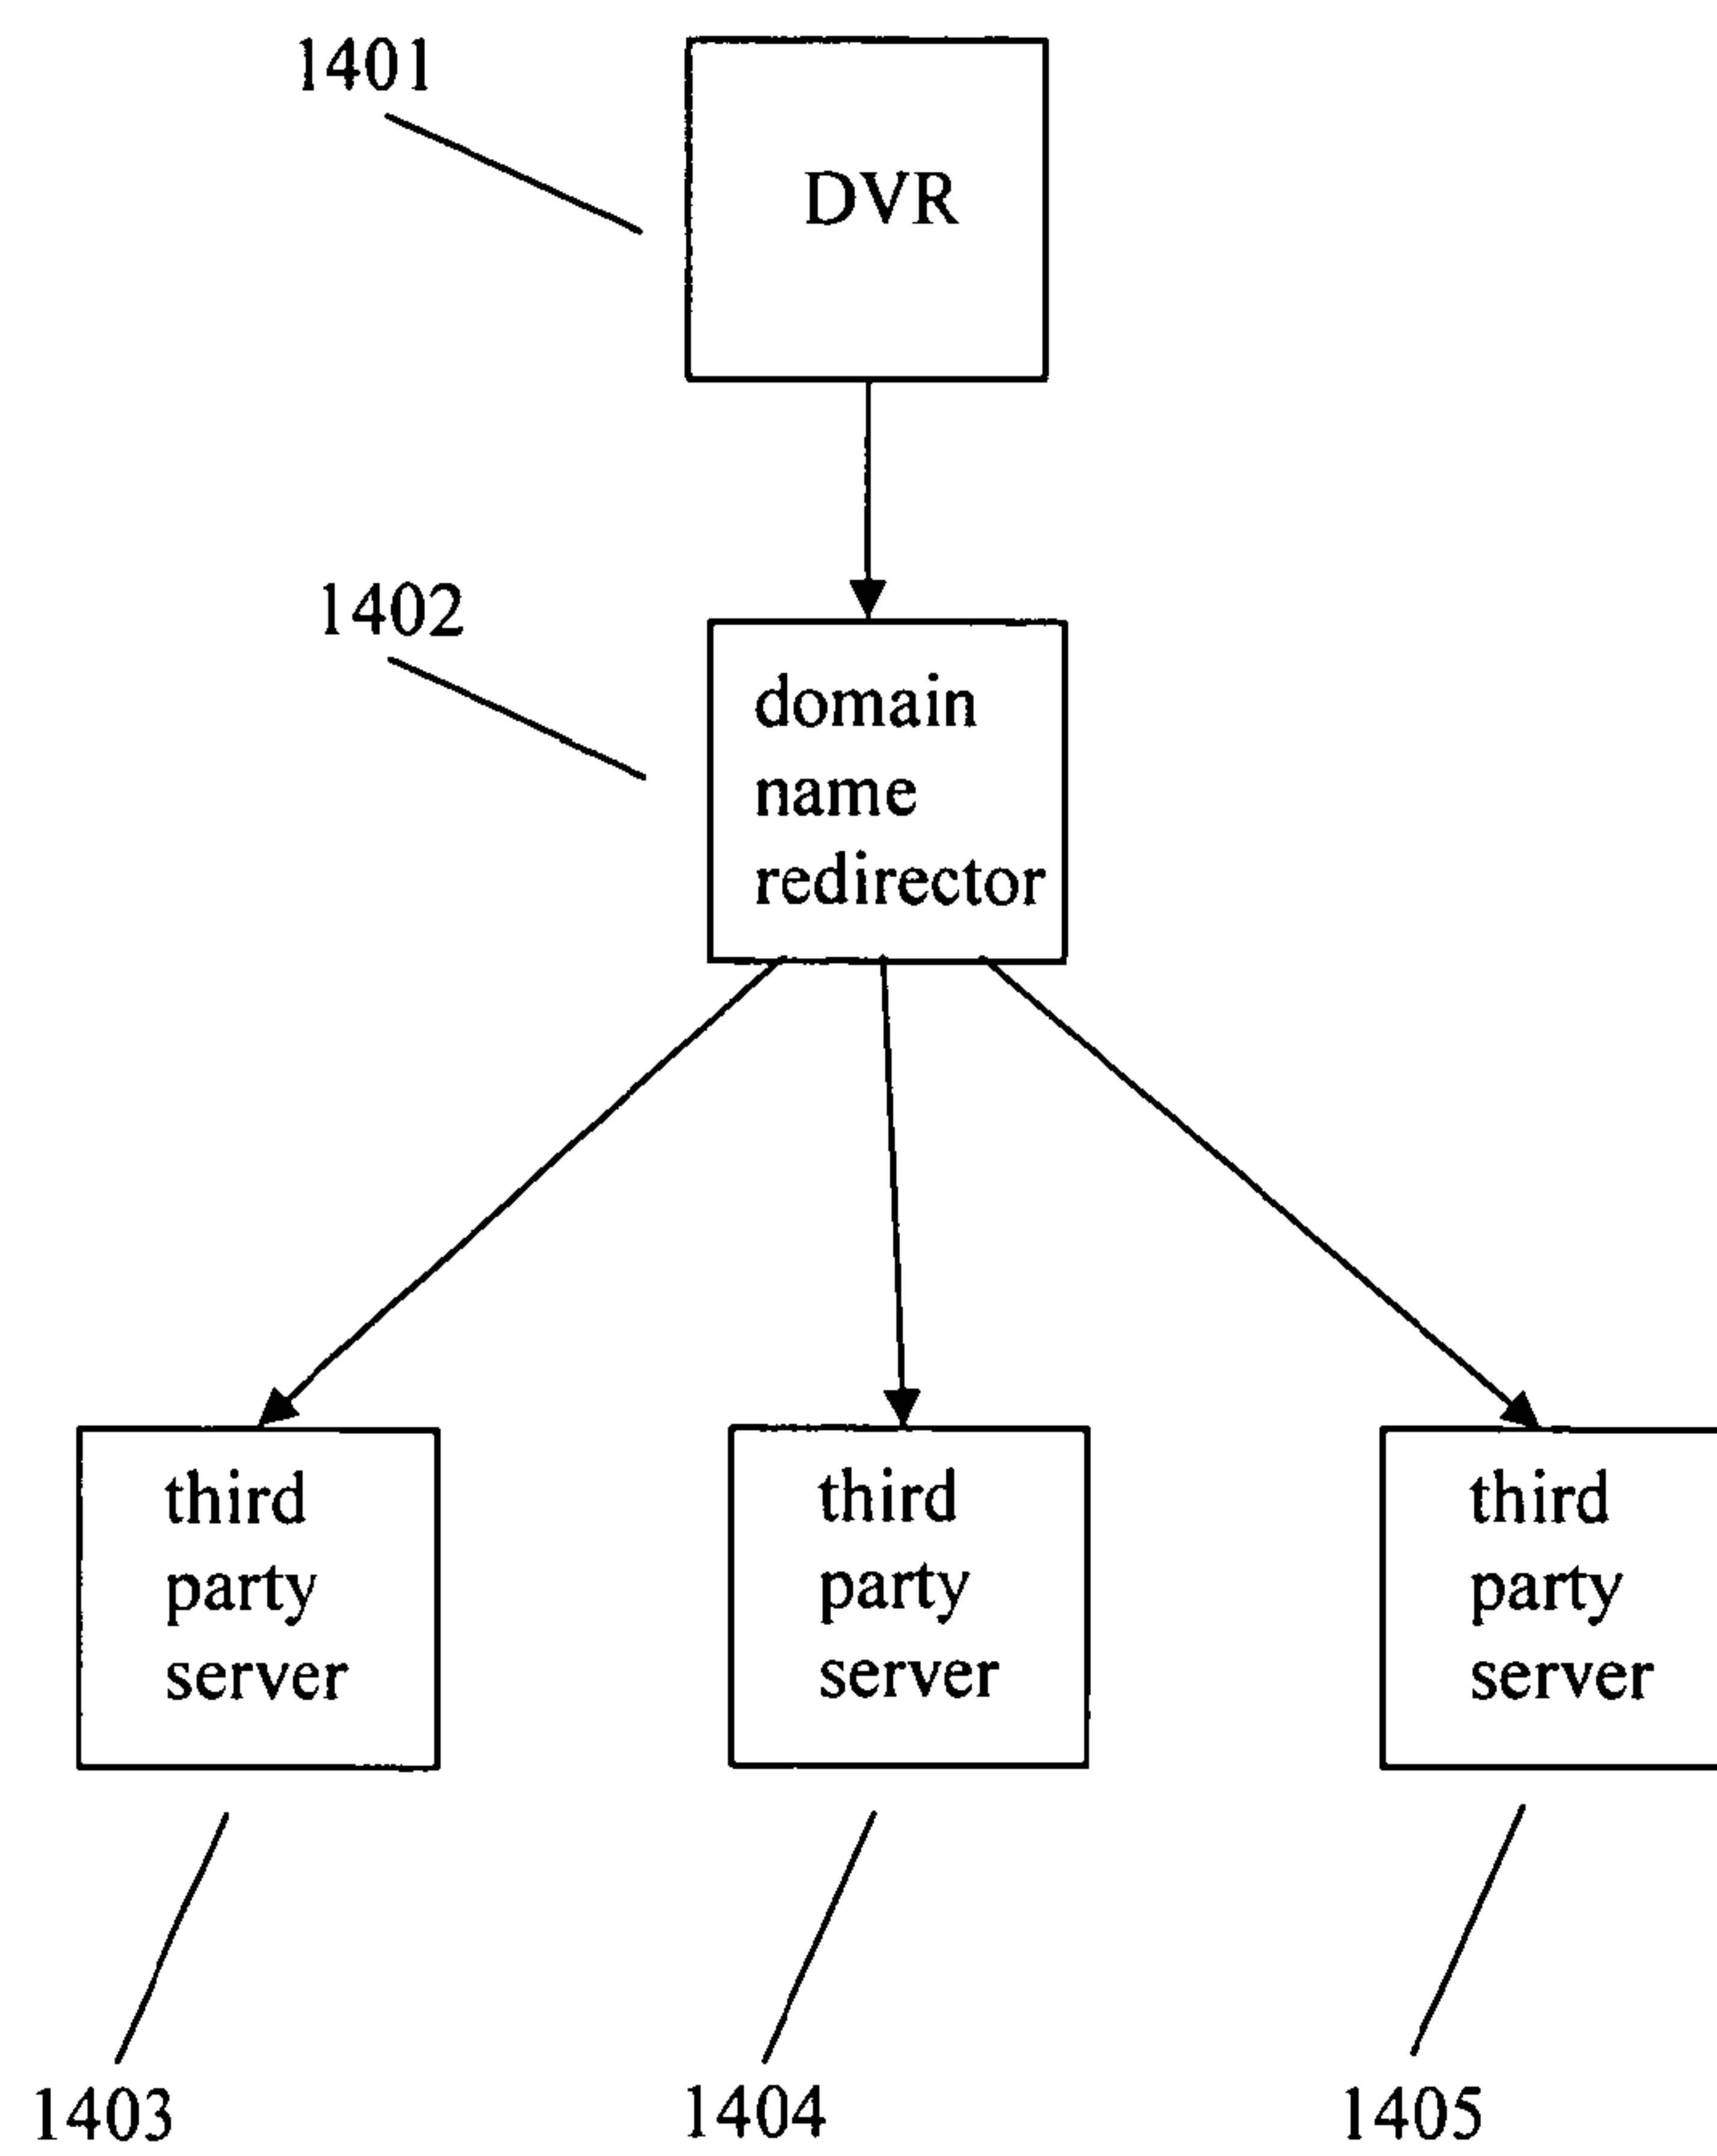 1401
DVR
1402
domain
name
redirector
third
party
server
third
party
server
third
party
server
1403
1404
1405